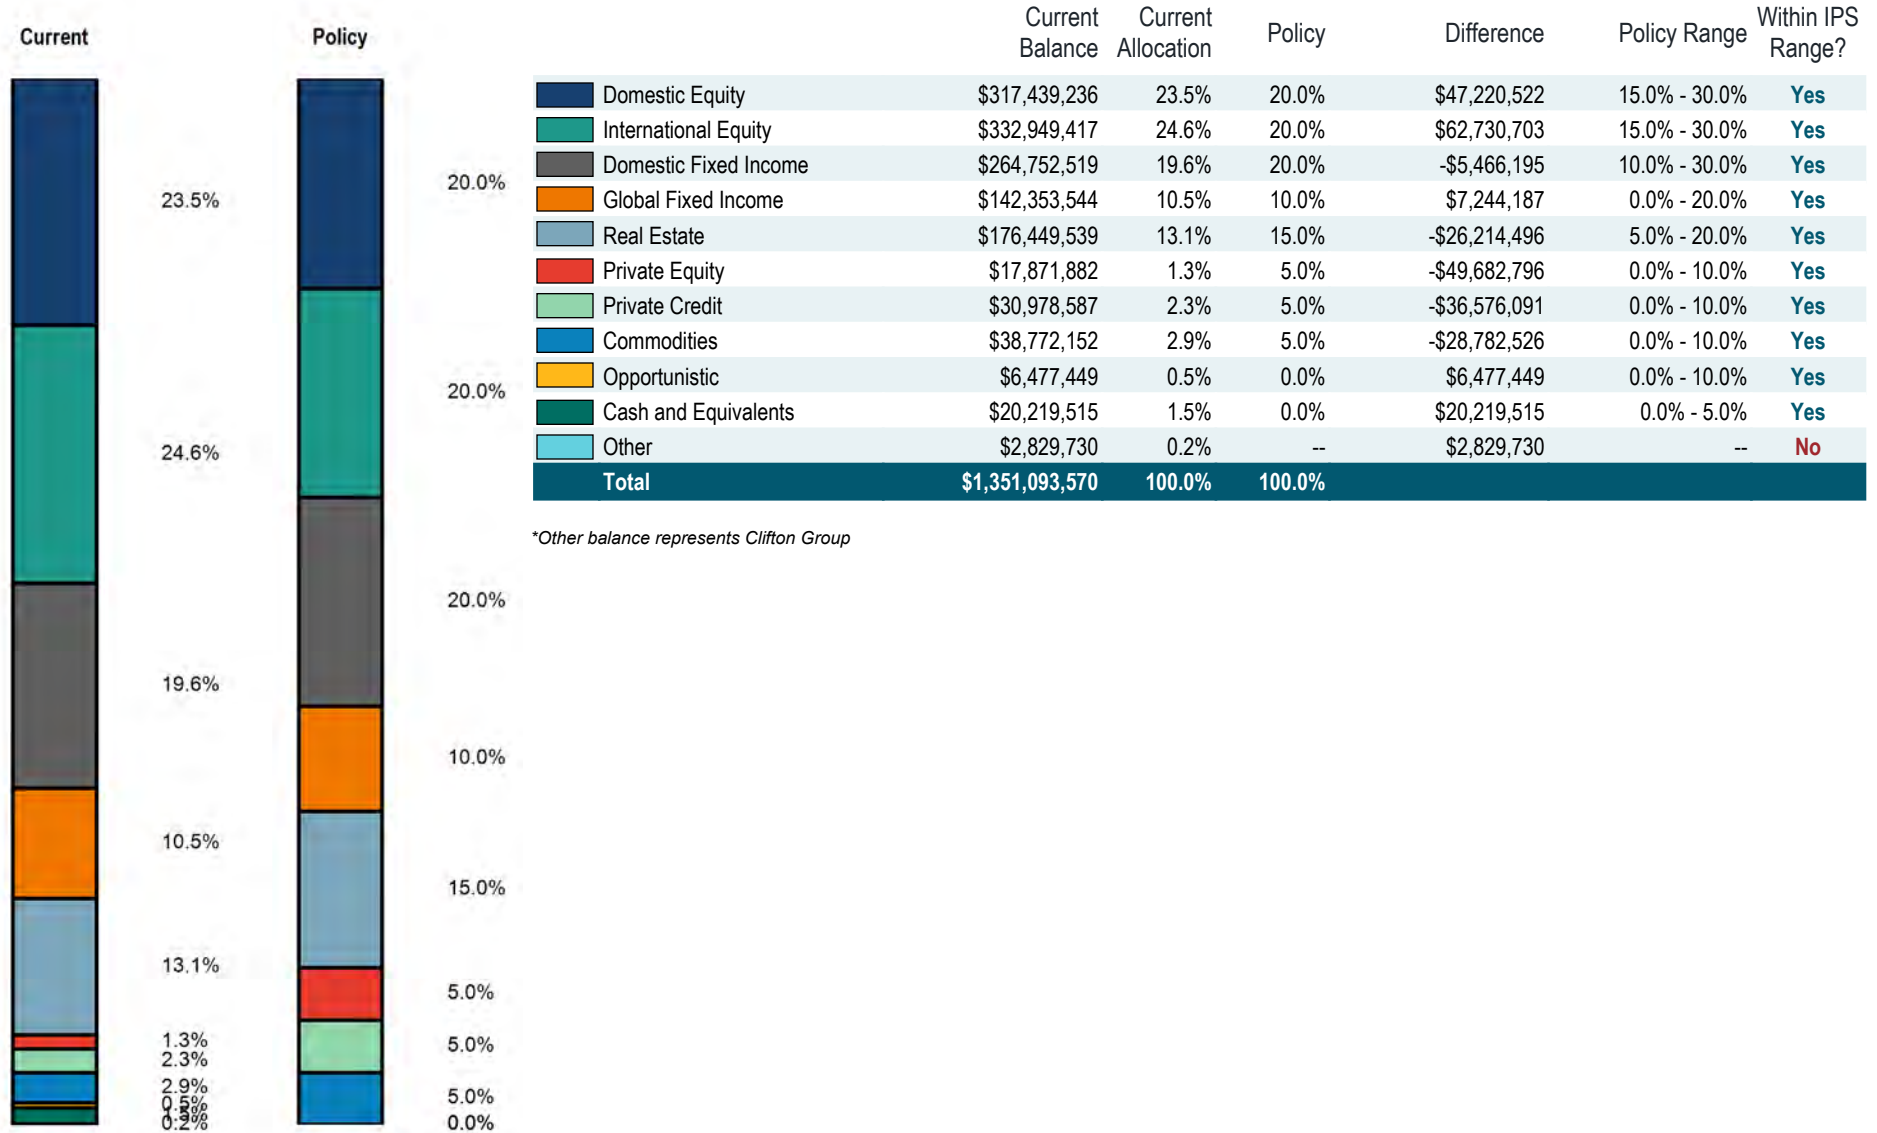 Current
Policy
23.5%
24.6%
19.6%
10.5%
13.1%
1.3%
2.3%
2.9%
0.5%
1.5%
0.2%
20.0%
20.0%
20.0%
10.0%
15.0%
5.0%
5.0%
5.0%
0.0%
Current Balance Current Allocation Policy Difference Policy Range Within IPS Range?
Domestic Equity $317,439,236 23.5% 20.0% $47,220,522 15.0% - 30.0% Yes
International Equity $332,949,417 24.6% 20.0% $62,730,703 15.0% - 30.0% Yes
Domestic Fixed Income $264,752,519 19.6% 20.0% -$5,466,195 10.0% - 30.0% Yes
Global Fixed Income $142,353,544 10.5% 10.0% $7,244,187 0.0% - 20.0% Yes
Real Estate $176,449,539 13.1% 15.0% -$26,214,496 5.0% - 20.0% Yes
Private Equity $17,871,882 1.3% 5.0% -$49,682,796 0.0% - 10.0% Yes
Private Credit $30,978,587 2.3% 5.0% -$36,576,091 0.0% - 10.0% Yes
Commodities $38,772,152 2.9% 5.0% -$28,782,526 0.0% - 10.0% Yes
Opportunistic $6,477,449 0.5% 0.0% $6,477,449 0.0% - 10.0% Yes
Cash and Equivalents $20,219,515 1.5% 0.0% $20,219,515 0.0% - 5.0% Yes
Other $2,829,730 0.2% -- $2,829,730 -- No
Total $1,351,093,570 100.0% 100.0%
*Other balance represents Clifton Group